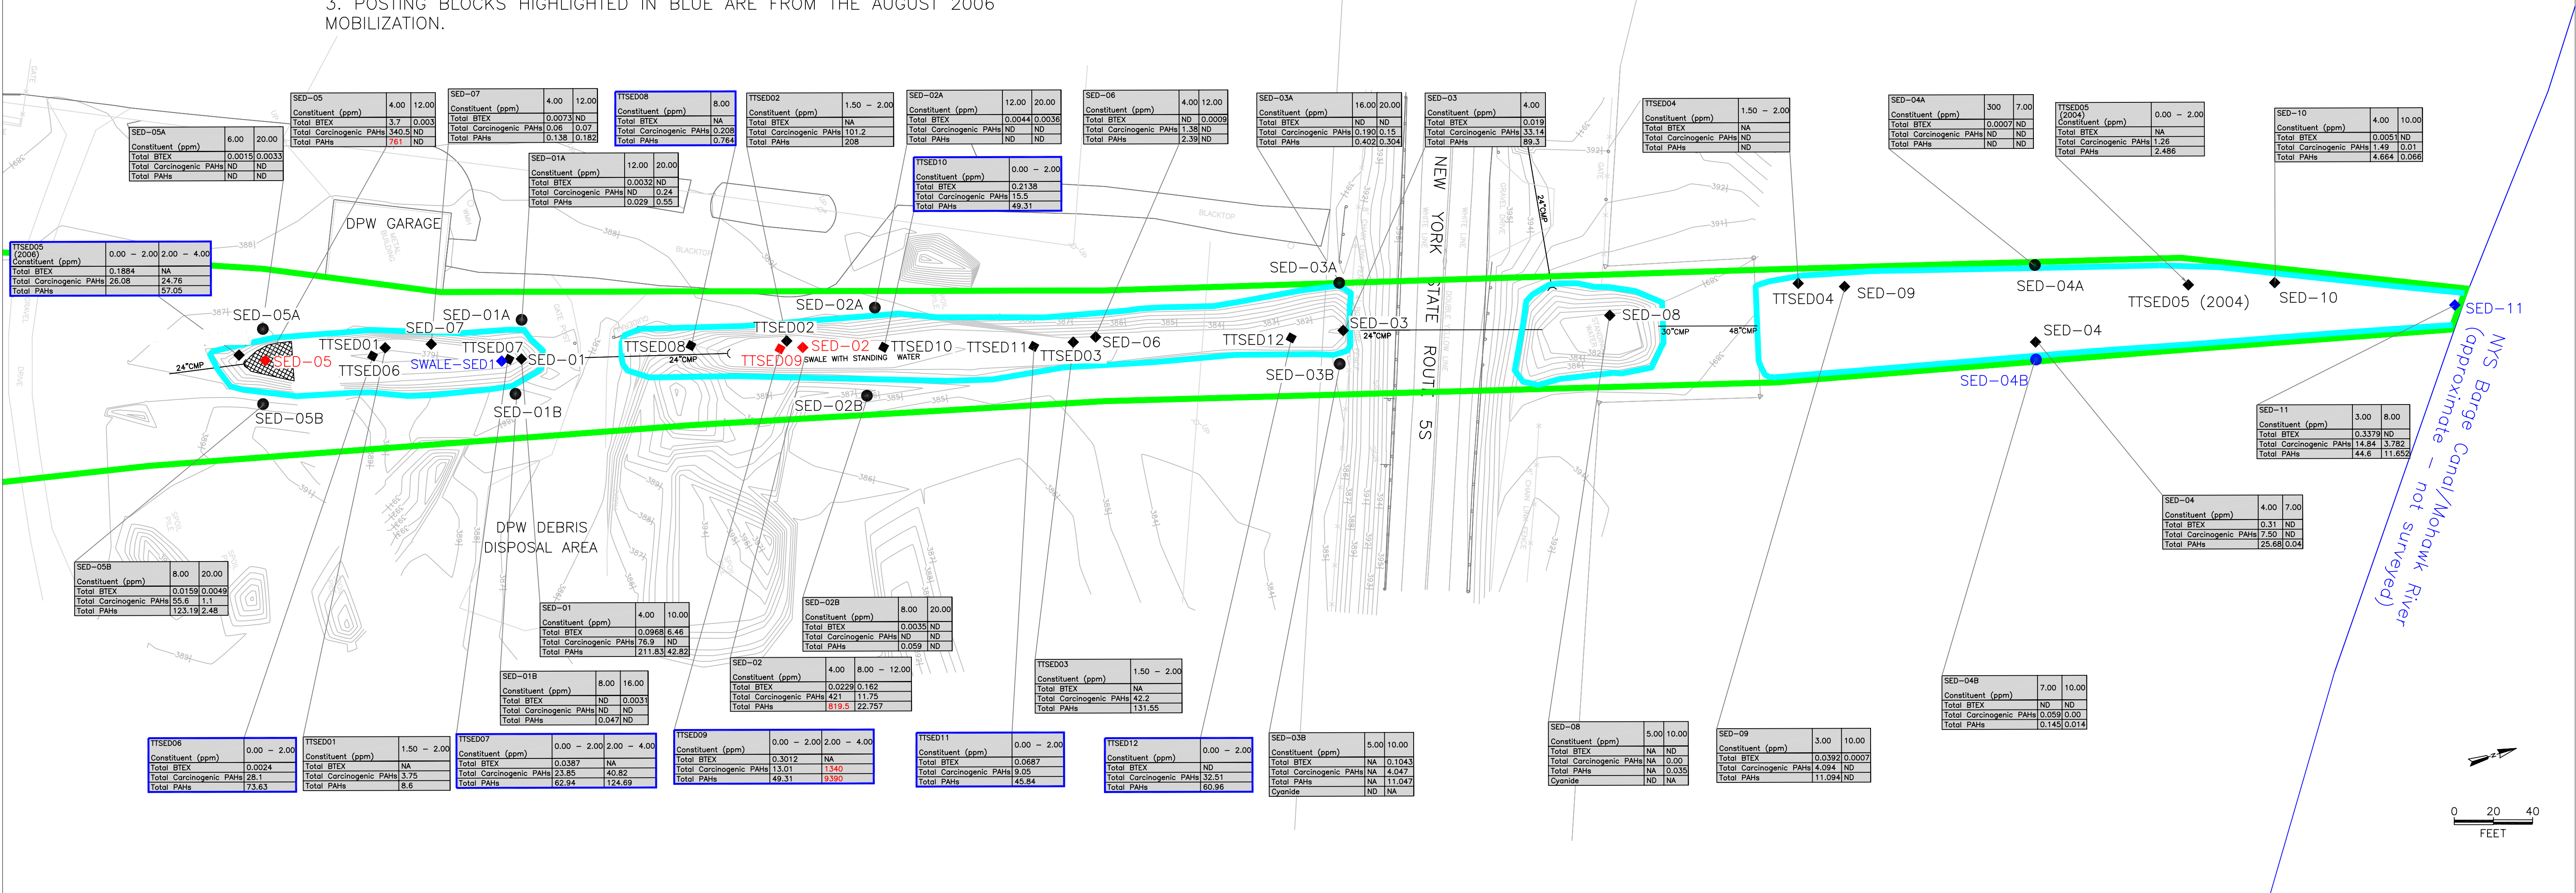 3. POSTING BLOCKS HIGHLIGHTED IN BLUE ARE FROM THE AUGUST 2006
MOBILIZATION.
SED-05A 6.00 20.00
Constituent (ppm)
Total BTEX 0.0015 0.0033
Total Carcinogenic PAHs ND ND
Total PAHs ND ND
SED-05 4.00 12.00
Constituent (ppm)
Total BTEX 3.7 0.003
Total Carcinogenic PAHs 340.5 ND
Total PAHs 761 ND
SED-07 4.00 12.00
Constituent (ppm)
Total BTEX 0.0073 ND
Total Carcinogenic PAHs 0.06 0.07
Total PAHs 0.138 0.182
SED-01A 12.00 20.00
Constituent (ppm)
Total BTEX 0.0032 ND
Total Carcinogenic PAHs ND 0.24
Total PAHs 0.029 0.55
TTSED08 8.00
Constituent (ppm)
Total BTEX NA
Total Carcinogenic PAHs 0.208
Total PAHs 0.764
TTSED02 1.50 - 2.00
Constituent (ppm)
Total BTEX NA
Total Carcinogenic PAHs 101.2
Total PAHs 208
SED-02A 12.00 20.00
Constituent (ppm)
Total BTEX 0.0044 0.0036
Total Carcinogenic PAHs ND ND
Total PAHs ND ND
TTSED10 0.00 - 2.00
Constituent (ppm)
Total BTEX 0.2138
Total Carcinogenic PAHs 15.5
Total PAHs 49.31
SED-06 4.00 12.00
Constituent (ppm)
Total BTEX ND 0.0009
Total Carcinogenic PAHs 1.38 ND
Total PAHs 2.39 ND
SED-03A 16.00 20.00
Constituent (ppm)
Total BTEX ND ND
Total Carcinogenic PAHs 0.190 0.15
Total PAHs 0.402 0.304
SED-03 4.00
Constituent (ppm)
Total BTEX 0.019
Total Carcinogenic PAHs 33.14
Total PAHs 89.3
TTSED04 1.50 - 2.00
Constituent (ppm)
Total BTEX NA
Total Carcinogenic PAHs ND
Total PAHs ND
SED-04A 300 7.00
Constituent (ppm)
Total BTEX 0.0007 ND
Total Carcinogenic PAHs ND ND
Total PAHs ND ND
TTSED05
(2004) 0.00 - 2.00
Constituent (ppm)
Total BTEX NA
Total Carcinogenic PAHs 1.26
Total PAHs 2.486
SED-10 4.00 10.00
Constituent (ppm)
Total BTEX 0.0051 ND
Total Carcinogenic PAHs 1.49 0.01
Total PAHs 4.664 0.066
TTSED05
(2006) 0.00 - 2.00 2.00 - 4.00
Constituent (ppm)
Total BTEX 0.1884 NA
Total Carcinogenic PAHs 26.08 24.76
Total PAHs 57.05
DPW GARAGE
METAL BUILDING
BLACKTOP
BLACKTOP
GATE
GATE
GATE POST
GRAVEL DRIVE
GRAVEL DRIVE
WHITE LINE
WHITE LINE
DOUBLE YELLOW LINE
NEW YORK STATE ROUTE 5S
SED-05A
SED-01A
SED-07
TTSED01
TTSED07
SED-05
TTSED06
SWALE-SED1
SED-01
24"CMP
SED-05B
SED-01B
SED-02A
TTSED02
TTSED08
24"CMP
TTSED09
SED-02
SWALE WITH STANDING WATER
TTSED10
TTSED11
TTSED03
SED-06
SED-02B
TTSED12
SED-03A
SED-03
24"CMP
SED-03B
24"CMP
STANDING WATER
SED-08
30"CMP
48"CMP
TTSED04
SED-09
SED-04A
TTSED05 (2004)
SED-10
SED-11
SED-04
SED-04B
CHAIN LINK FENCE
NYS Barge Canal/Mohawk River
(approximate - not surveyed)
SPOIL PILE
DPW DEBRIS
DISPOSAL AREA
SED-11 3.00 8.00
Constituent (ppm)
Total BTEX 0.3379 ND
Total Carcinogenic PAHs 14.84 3.782
Total PAHs 44.6 11.652
SED-04 4.00 7.00
Constituent (ppm)
Total BTEX 0.31 ND
Total Carcinogenic PAHs 7.50 ND
Total PAHs 25.68 0.04
SED-05B 8.00 20.00
Constituent (ppm)
Total BTEX 0.0159 0.0049
Total Carcinogenic PAHs 55.6 1.1
Total PAHs 123.19 2.48
SED-01 4.00 10.00
Constituent (ppm)
Total BTEX 0.0968 6.46
Total Carcinogenic PAHs 76.9 ND
Total PAHs 211.83 42.82
SED-02B 8.00 20.00
Constituent (ppm)
Total BTEX 0.0035 ND
Total Carcinogenic PAHs ND ND
Total PAHs 0.059 ND
SED-01B 8.00 16.00
Constituent (ppm)
Total BTEX ND 0.0031
Total Carcinogenic PAHs ND ND
Total PAHs 0.047 ND
SED-02 4.00 8.00 - 12.00
Constituent (ppm)
Total BTEX 0.0229 0.162
Total Carcinogenic PAHs 421 11.75
Total PAHs 819.5 22.757
TTSED03 1.50 - 2.00
Constituent (ppm)
Total BTEX NA
Total Carcinogenic PAHs 42.2
Total PAHs 131.55
SED-04B 7.00 10.00
Constituent (ppm)
Total BTEX ND ND
Total Carcinogenic PAHs 0.059 0.00
Total PAHs 0.145 0.014
TTSED06 0.00 - 2.00
Constituent (ppm)
Total BTEX 0.0024
Total Carcinogenic PAHs 28.1
Total PAHs 73.63
TTSED01 1.50 - 2.00
Constituent (ppm)
Total BTEX NA
Total Carcinogenic PAHs 3.75
Total PAHs 8.6
TTSED07 0.00 - 2.00 2.00 - 4.00
Constituent (ppm)
Total BTEX 0.0387 NA
Total Carcinogenic PAHs 23.85 40.82
Total PAHs 62.94 124.69
TTSED09 0.00 - 2.00 2.00 - 4.00
Constituent (ppm)
Total BTEX 0.3012 NA
Total Carcinogenic PAHs 13.01 1340
Total PAHs 49.31 9390
TTSED11 0.00 - 2.00
Constituent (ppm)
Total BTEX 0.0687
Total Carcinogenic PAHs 9.05
Total PAHs 45.84
TTSED12 0.00 - 2.00
Constituent (ppm)
Total BTEX ND
Total Carcinogenic PAHs 32.51
Total PAHs 60.96
SED-03B 5.00 10.00
Constituent (ppm)
Total BTEX NA 0.1043
Total Carcinogenic PAHs NA 4.047
Total PAHs NA 11.047
Cyanide ND NA
SED-08 5.00 10.00
Constituent (ppm)
Total BTEX NA ND
Total Carcinogenic PAHs NA 0.00
Total PAHs NA 0.035
Cyanide ND NA
SED-09 3.00 10.00
Constituent (ppm)
Total BTEX 0.0392 0.0007
Total Carcinogenic PAHs 4.094 ND
Total PAHs 11.094 ND
0 20 40
FEET